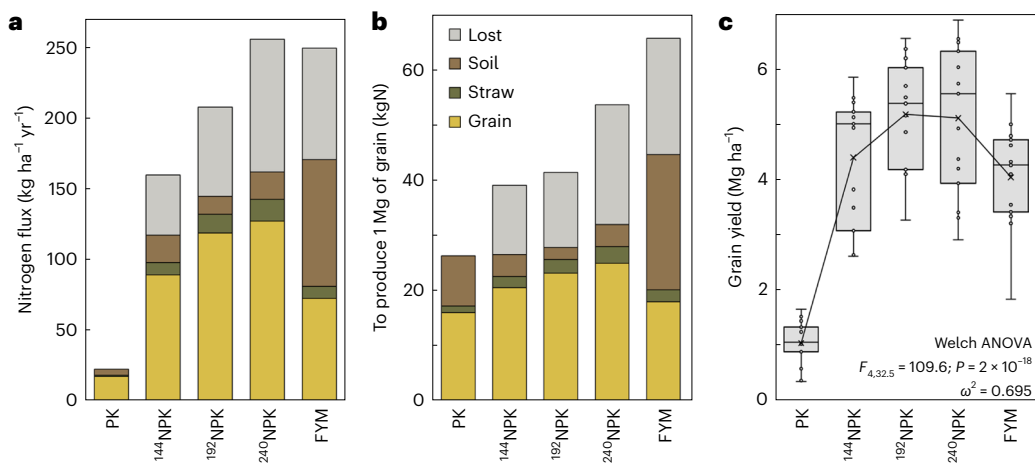 a
250
200
150
100
50
0
Nitrogen flux (kg ha⁻¹ yr⁻¹)
PK
¹⁴⁴NPK
¹⁹²NPK
²⁴⁰NPK
FYM
b
60
40
20
0
To produce 1 Mg of grain (kgN)
Lost
Soil
Straw
Grain
PK
¹⁴⁴NPK
¹⁹²NPK
²⁴⁰NPK
FYM
c
6
4
2
0
Grain yield (Mg ha⁻¹)
Welch ANOVA
F₄,₃₂.₅ = 109.6; P = 2 × 10⁻¹⁸
ω² = 0.695
PK
¹⁴⁴NPK
¹⁹²NPK
²⁴⁰NPK
FYM